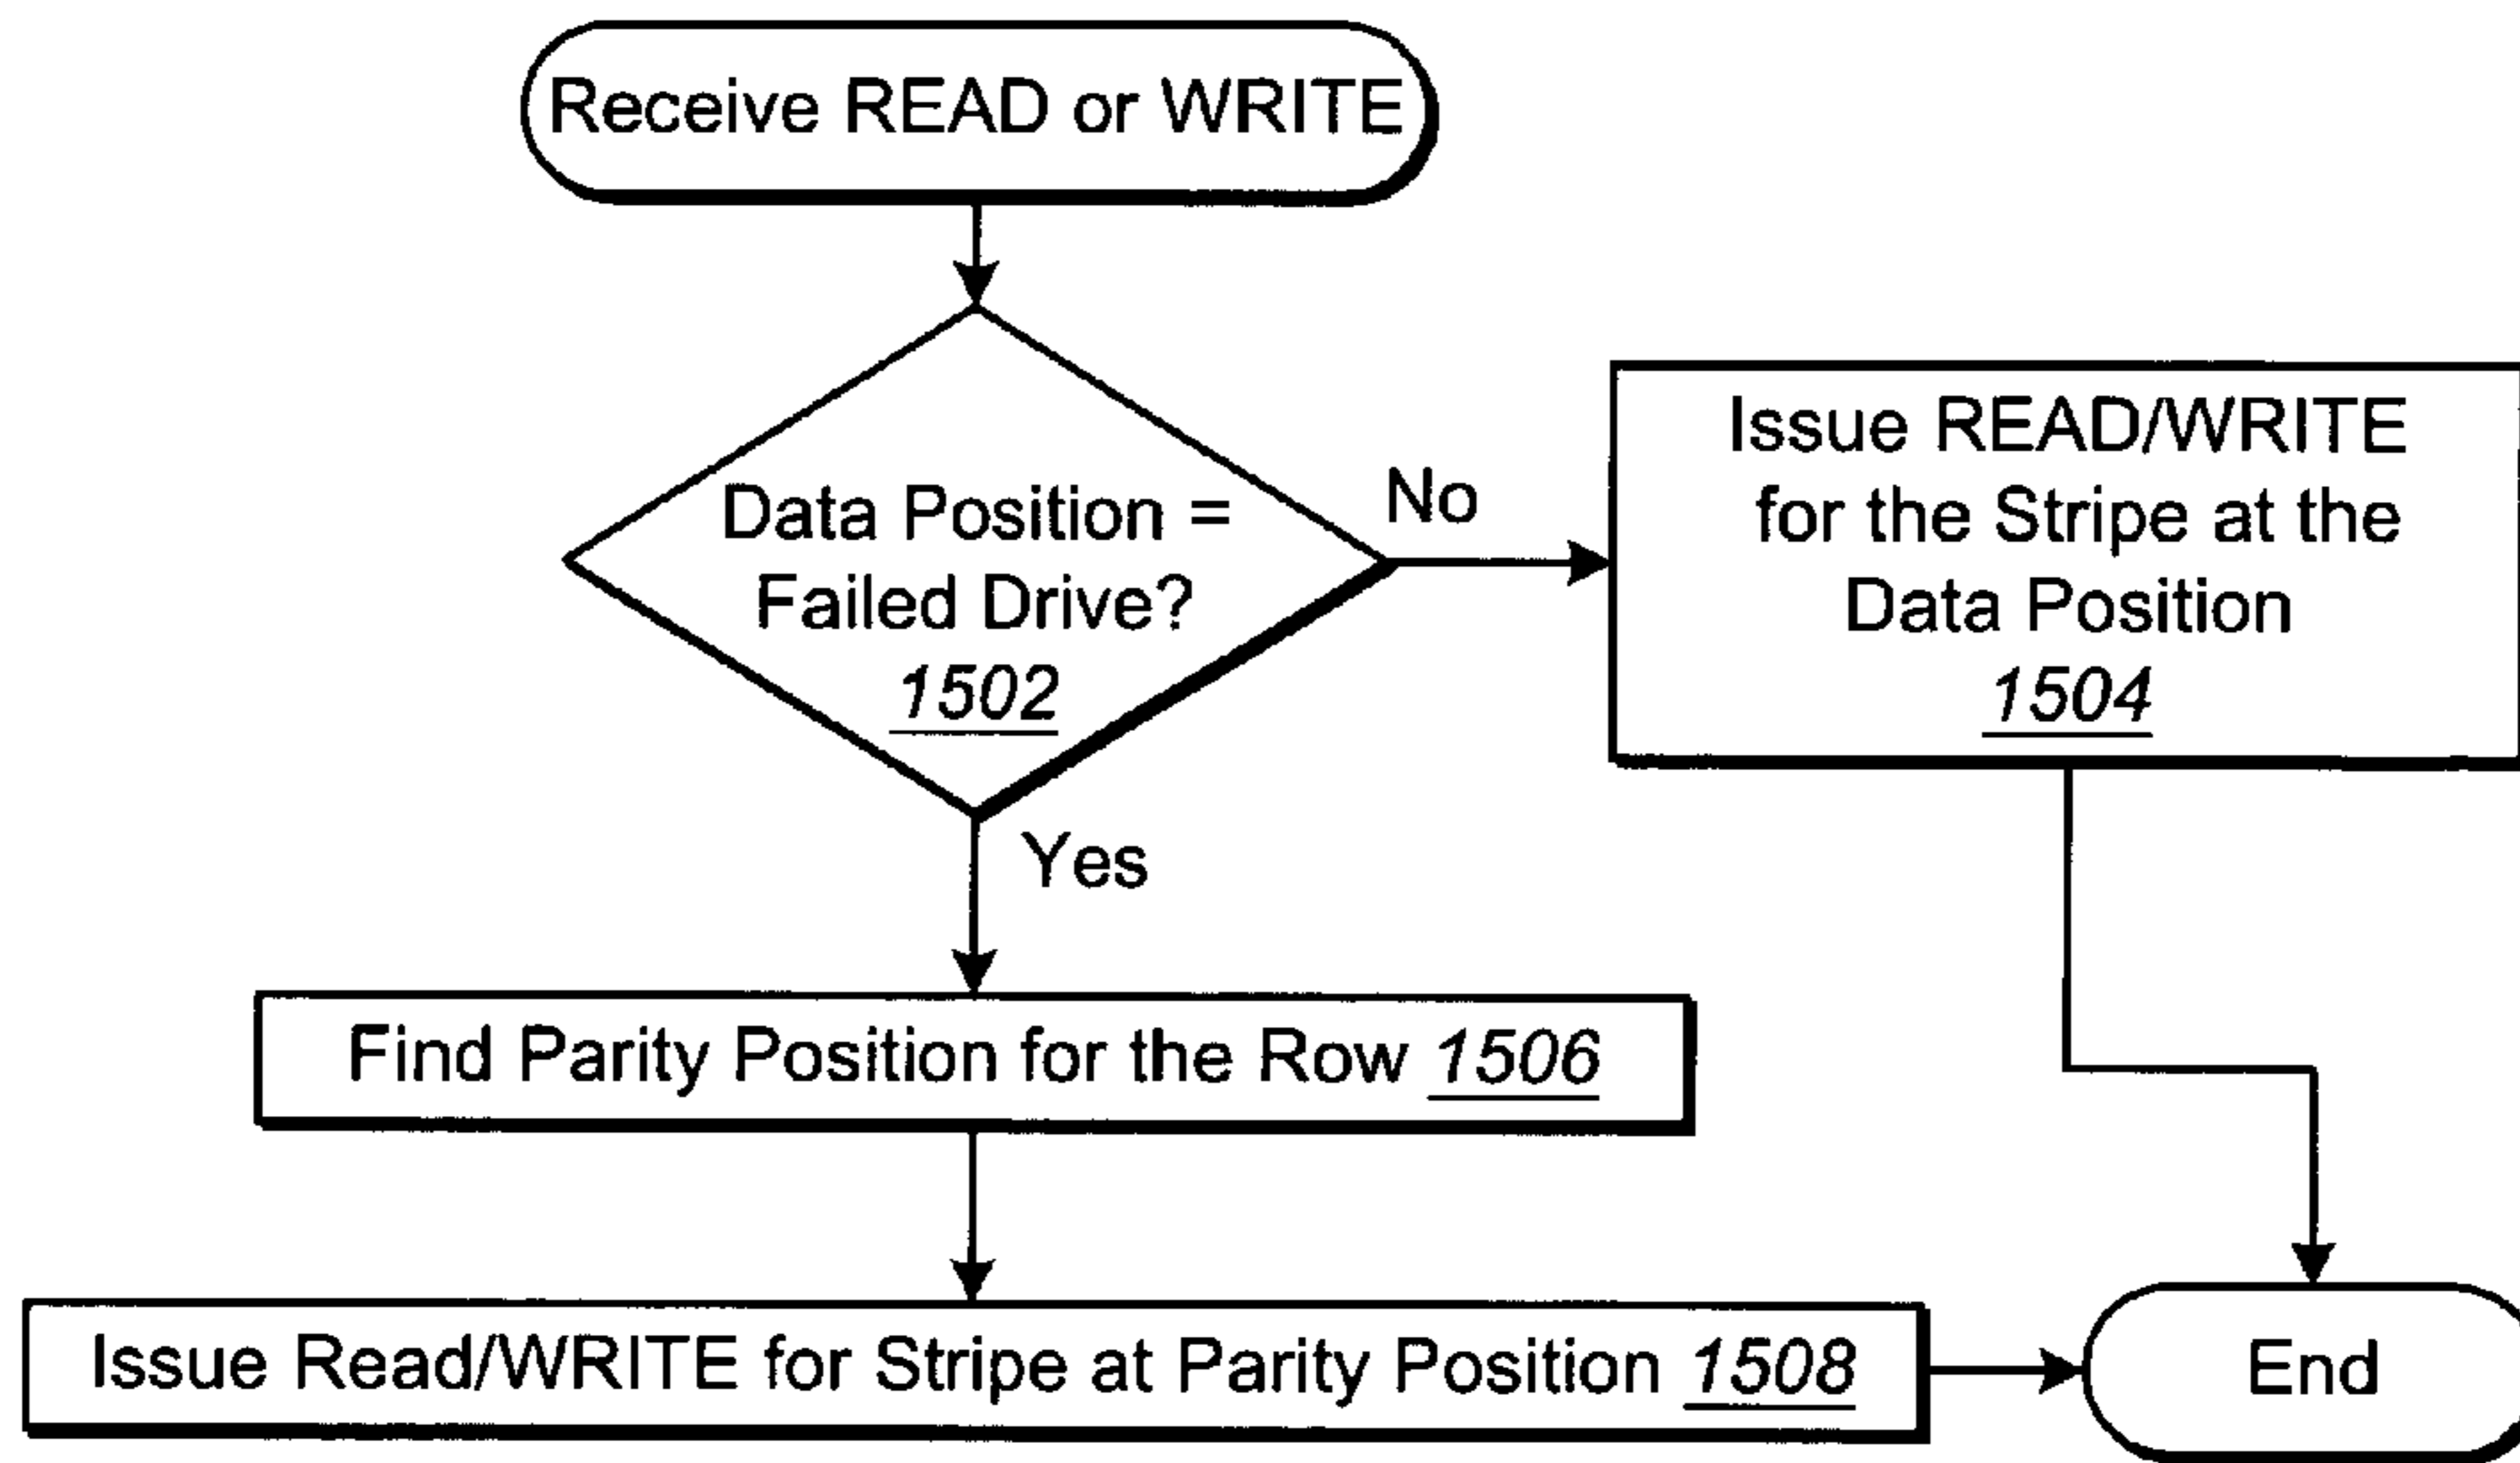 Receive READ or WRITE
Data Position =
Failed Drive?
1502
No
Issue READ/WRITE
for the Stripe at the
Data Position
1504
Yes
Find Parity Position for the Row 1506
Issue Read/WRITE for Stripe at Parity Position 1508
End